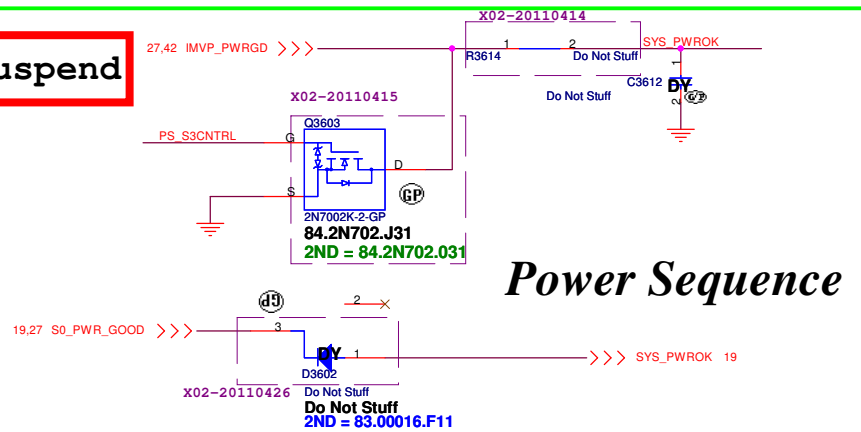 X02-20110414
27,42 IMVP_PWRGD
1
2
SYS_PWROK
R3614
Do Not Stuff
uspend
C3612
1
DY
2
G/P
Do Not Stuff
X02-20110415
Q3603
PS_S3CNTRL
G
D
S
GP
2N7002K-2-GP
84.2N702.J31
2ND = 84.2N702.031
Power Sequence
GP
2
19,27 S0_PWR_GOOD
3
DY
1
SYS_PWROK 19
D3602
X02-20110426
Do Not Stuff
Do Not Stuff
2ND = 83.00016.F11